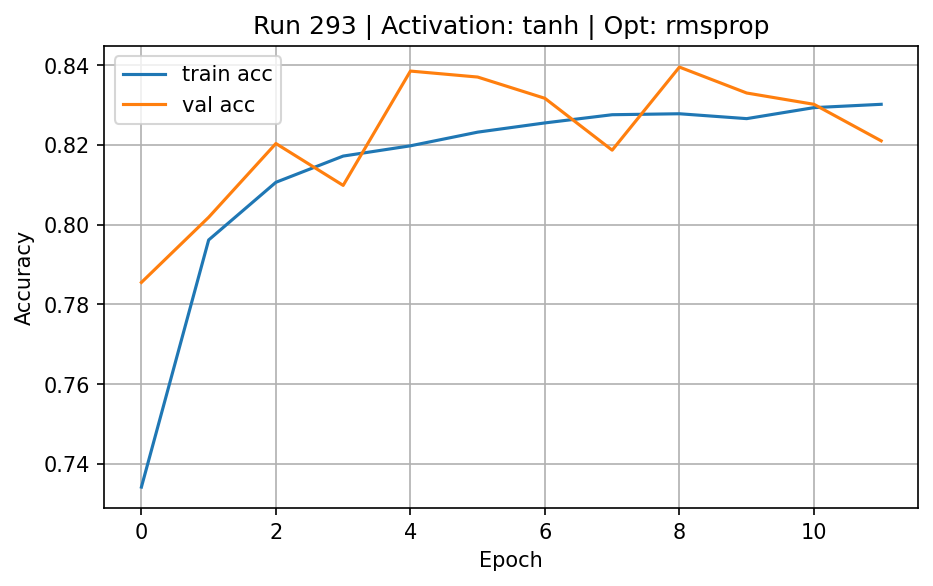 Run 293 | Activation: tanh | Opt: rmsprop
train acc
val acc
0.84
0.82
0.80
0.78
0.76
0.74
Accuracy
0 2 4 6 8 10
Epoch